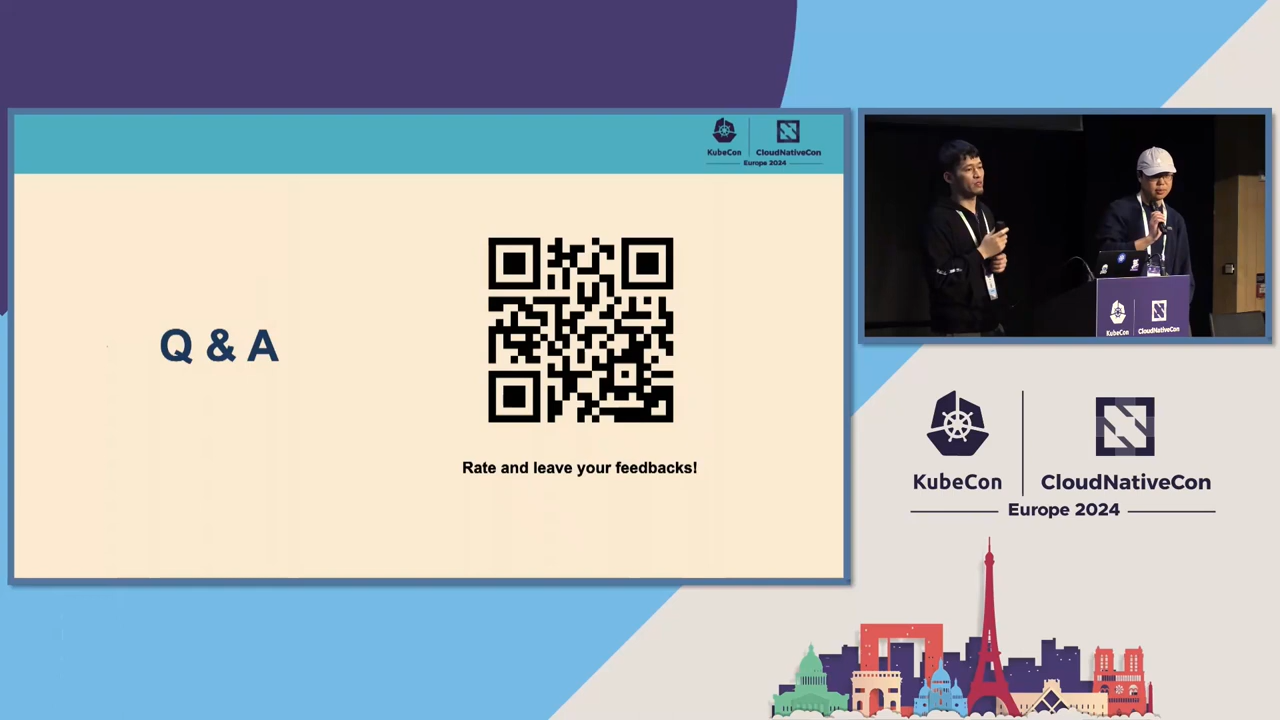 KubeCon
CloudNativeCon
Europe 2024
Q & A
Rate and leave your feedbacks!
KubeCon
CloudNativeCon
KubeCon
CloudNativeCon
Europe 2024